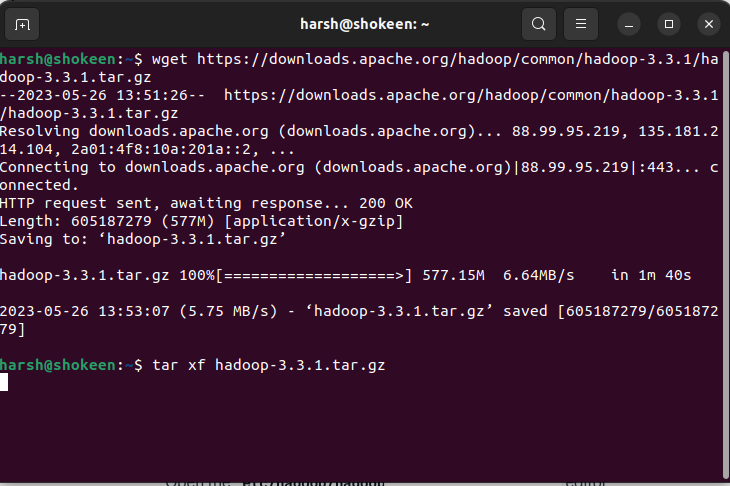 harsh@shokeen: ~
harsh@shokeen:~$ wget https://downloads.apache.org/hadoop/common/hadoop-3.3.1/ha
doop-3.3.1.tar.gz
--2023-05-26 13:51:26--  https://downloads.apache.org/hadoop/common/hadoop-3.3.1
/hadoop-3.3.1.tar.gz
Resolving downloads.apache.org (downloads.apache.org)... 88.99.95.219, 135.181.2
14.104, 2a01:4f8:10a:201a::2, ...
Connecting to downloads.apache.org (downloads.apache.org)|88.99.95.219|:443... c
onnected.
HTTP request sent, awaiting response... 200 OK
Length: 605187279 (577M) [application/x-gzip]
Saving to: ‘hadoop-3.3.1.tar.gz’
hadoop-3.3.1.tar.gz 100%[===================>] 577.15M  6.64MB/s    in 1m 40s
2023-05-26 13:53:07 (5.75 MB/s) - ‘hadoop-3.3.1.tar.gz’ saved [605187279/6051872
79]
harsh@shokeen:~$ tar xf hadoop-3.3.1.tar.gz